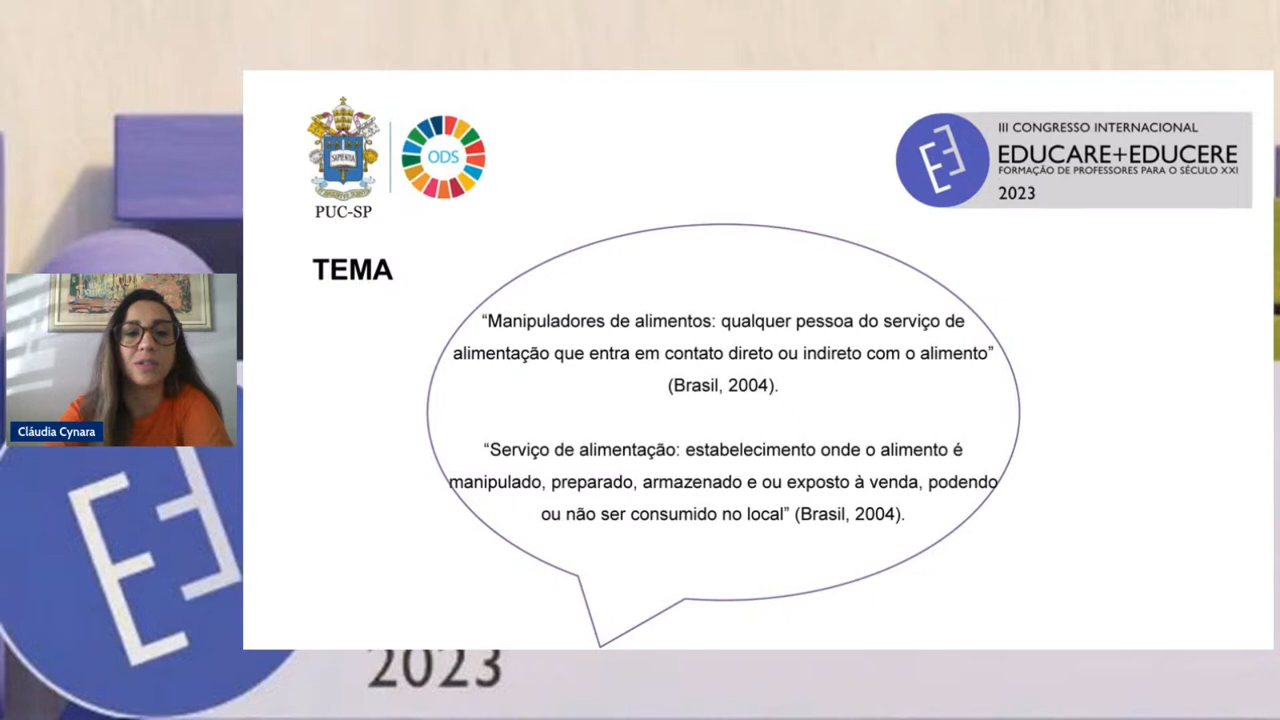 SAPIENTIA
PUC-SP
ODS
III CONGRESSO INTERNACIONAL
EDUCARE+EDUCERE
FORMAÇÃO DE PROFESSORES PARA O SÉCULO XXI
2023
TEMA
“Manipuladores de alimentos: qualquer pessoa do serviço de
alimentação que entra em contato direto ou indireto com o alimento”
(Brasil, 2004).
“Serviço de alimentação: estabelecimento onde o alimento é
manipulado, preparado, armazenado e ou exposto à venda, podendo
ou não ser consumido no local” (Brasil, 2004).
Cláudia Cynara
2023